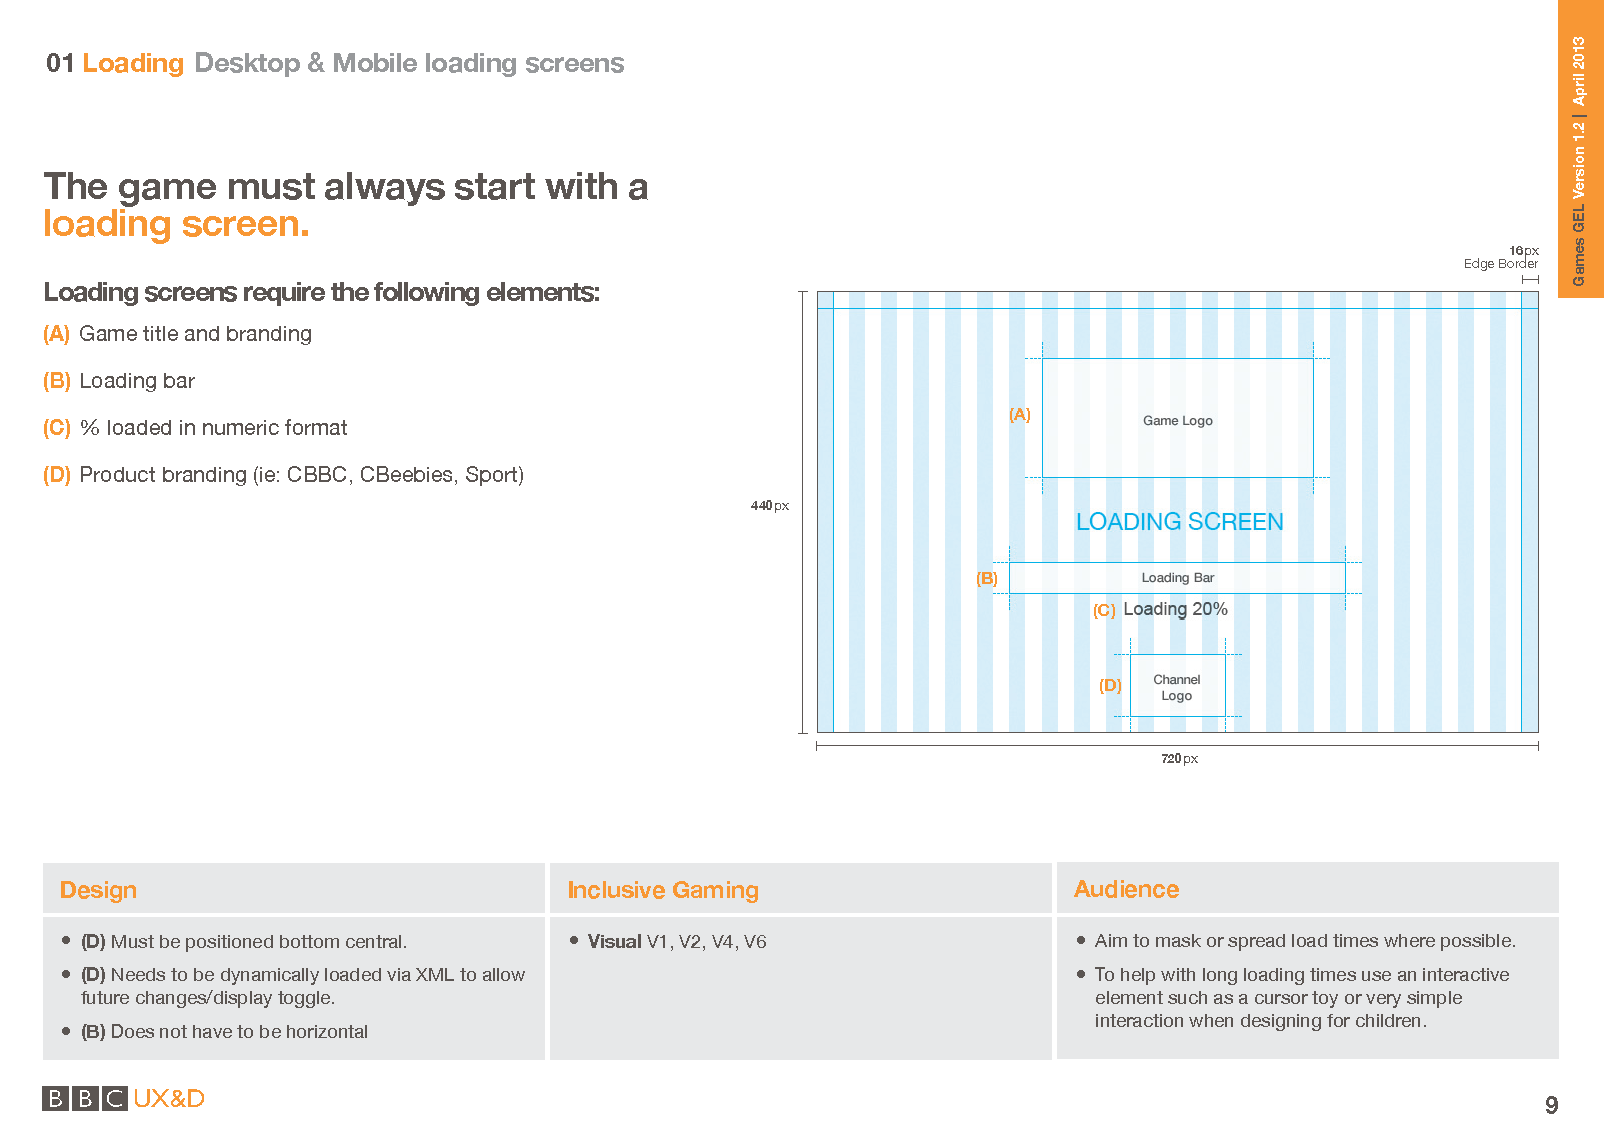 01 Loading Desktop & Mobile loading screens
Games GEL Version 1.2 | April 2013
The game must always start with a
loading screen.
Loading screens require the following elements:
(A) Game title and branding
(B) Loading bar
(C) % loaded in numeric format
(D) Product branding (ie: CBBC, CBeebies, Sport)
16px
Edge Border
(A)
Game Logo
440px
LOADING SCREEN
(B)
Loading Bar
(C) Loading 20%
(D)
Channel
Logo
720px
Design
• (D) Must be positioned bottom central.
• (D) Needs to be dynamically loaded via XML to allow
future changes/display toggle.
• (B) Does not have to be horizontal
Inclusive Gaming
• Visual V1, V2, V4, V6
Audience
• Aim to mask or spread load times where possible.
• To help with long loading times use an interactive
element such as a cursor toy or very simple
interaction when designing for children.
BBC UX&D
9